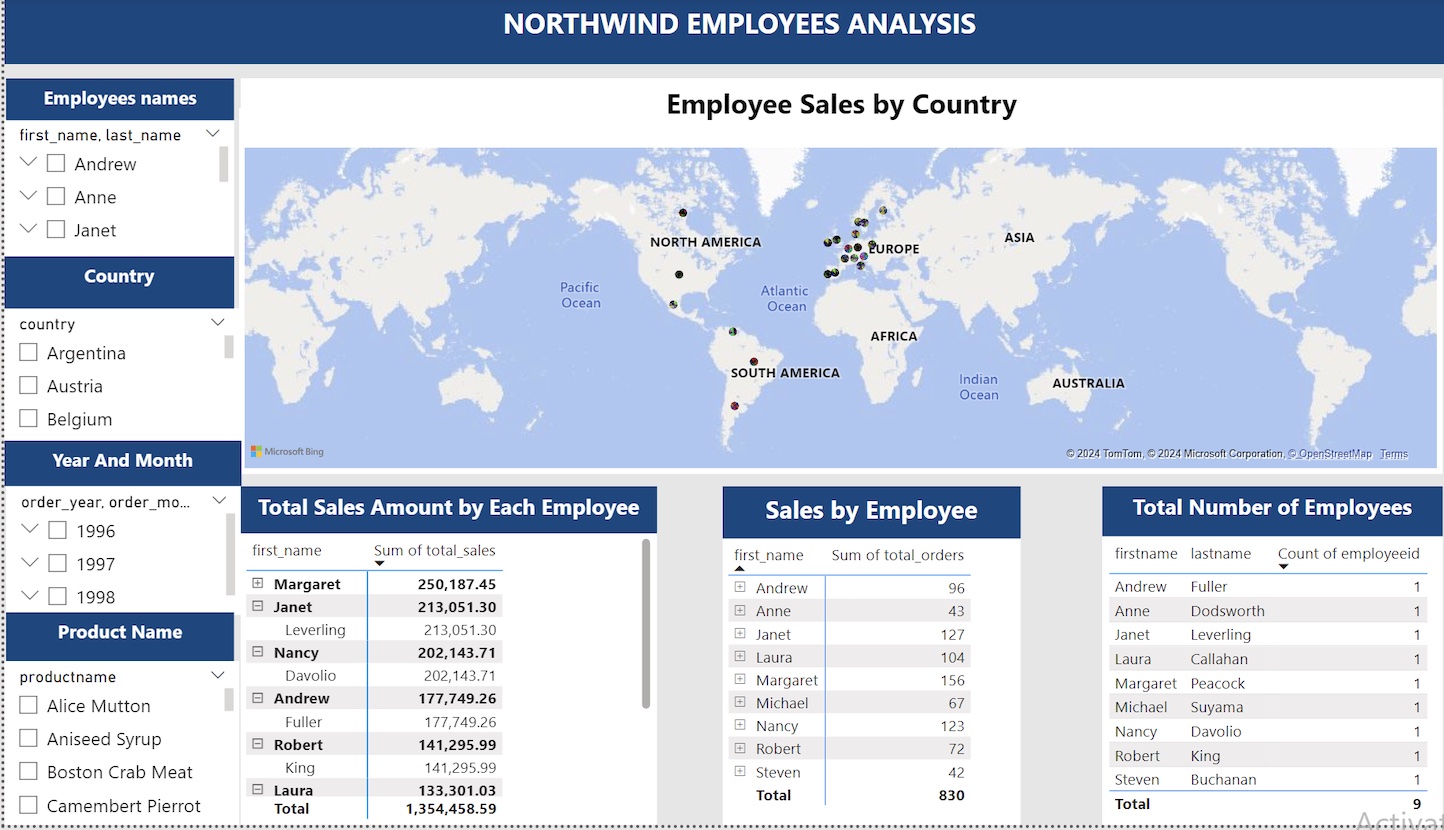 NORTHWIND EMPLOYEES ANALYSIS
Employees names
first_name, last_name
Andrew
Anne
Janet
Country
country
Argentina
Austria
Belgium
Year And Month
order_year, order_mo...
1996
1997
1998
Product Name
productname
Alice Mutton
Aniseed Syrup
Boston Crab Meat
Camembert Pierrot
Employee Sales by Country
NORTH AMERICA
EUROPE
ASIA
Pacific
Ocean
Atlantic
Ocean
AFRICA
SOUTH AMERICA
Indian
Ocean
AUSTRALIA
Microsoft Bing
© 2024 TomTom, © 2024 Microsoft Corporation, © OpenStreetMap Terms
Total Sales Amount by Each Employee
first_name Sum of total_sales
Margaret 250,187.45
Janet 213,051.30
Leverling 213,051.30
Nancy 202,143.71
Davolio 202,143.71
Andrew 177,749.26
Fuller 177,749.26
Robert 141,295.99
King 141,295.99
Laura 133,301.03
Total 1,354,458.59
Sales by Employee
first_name Sum of total_orders
Andrew 96
Anne 43
Janet 127
Laura 104
Margaret 156
Michael 67
Nancy 123
Robert 72
Steven 42
Total 830
Total Number of Employees
firstname lastname Count of employeeid
Andrew Fuller 1
Anne Dodsworth 1
Janet Leverling 1
Laura Callahan 1
Margaret Peacock 1
Michael Suyama 1
Nancy Davolio 1
Robert King 1
Steven Buchanan 1
Total 9
Activat